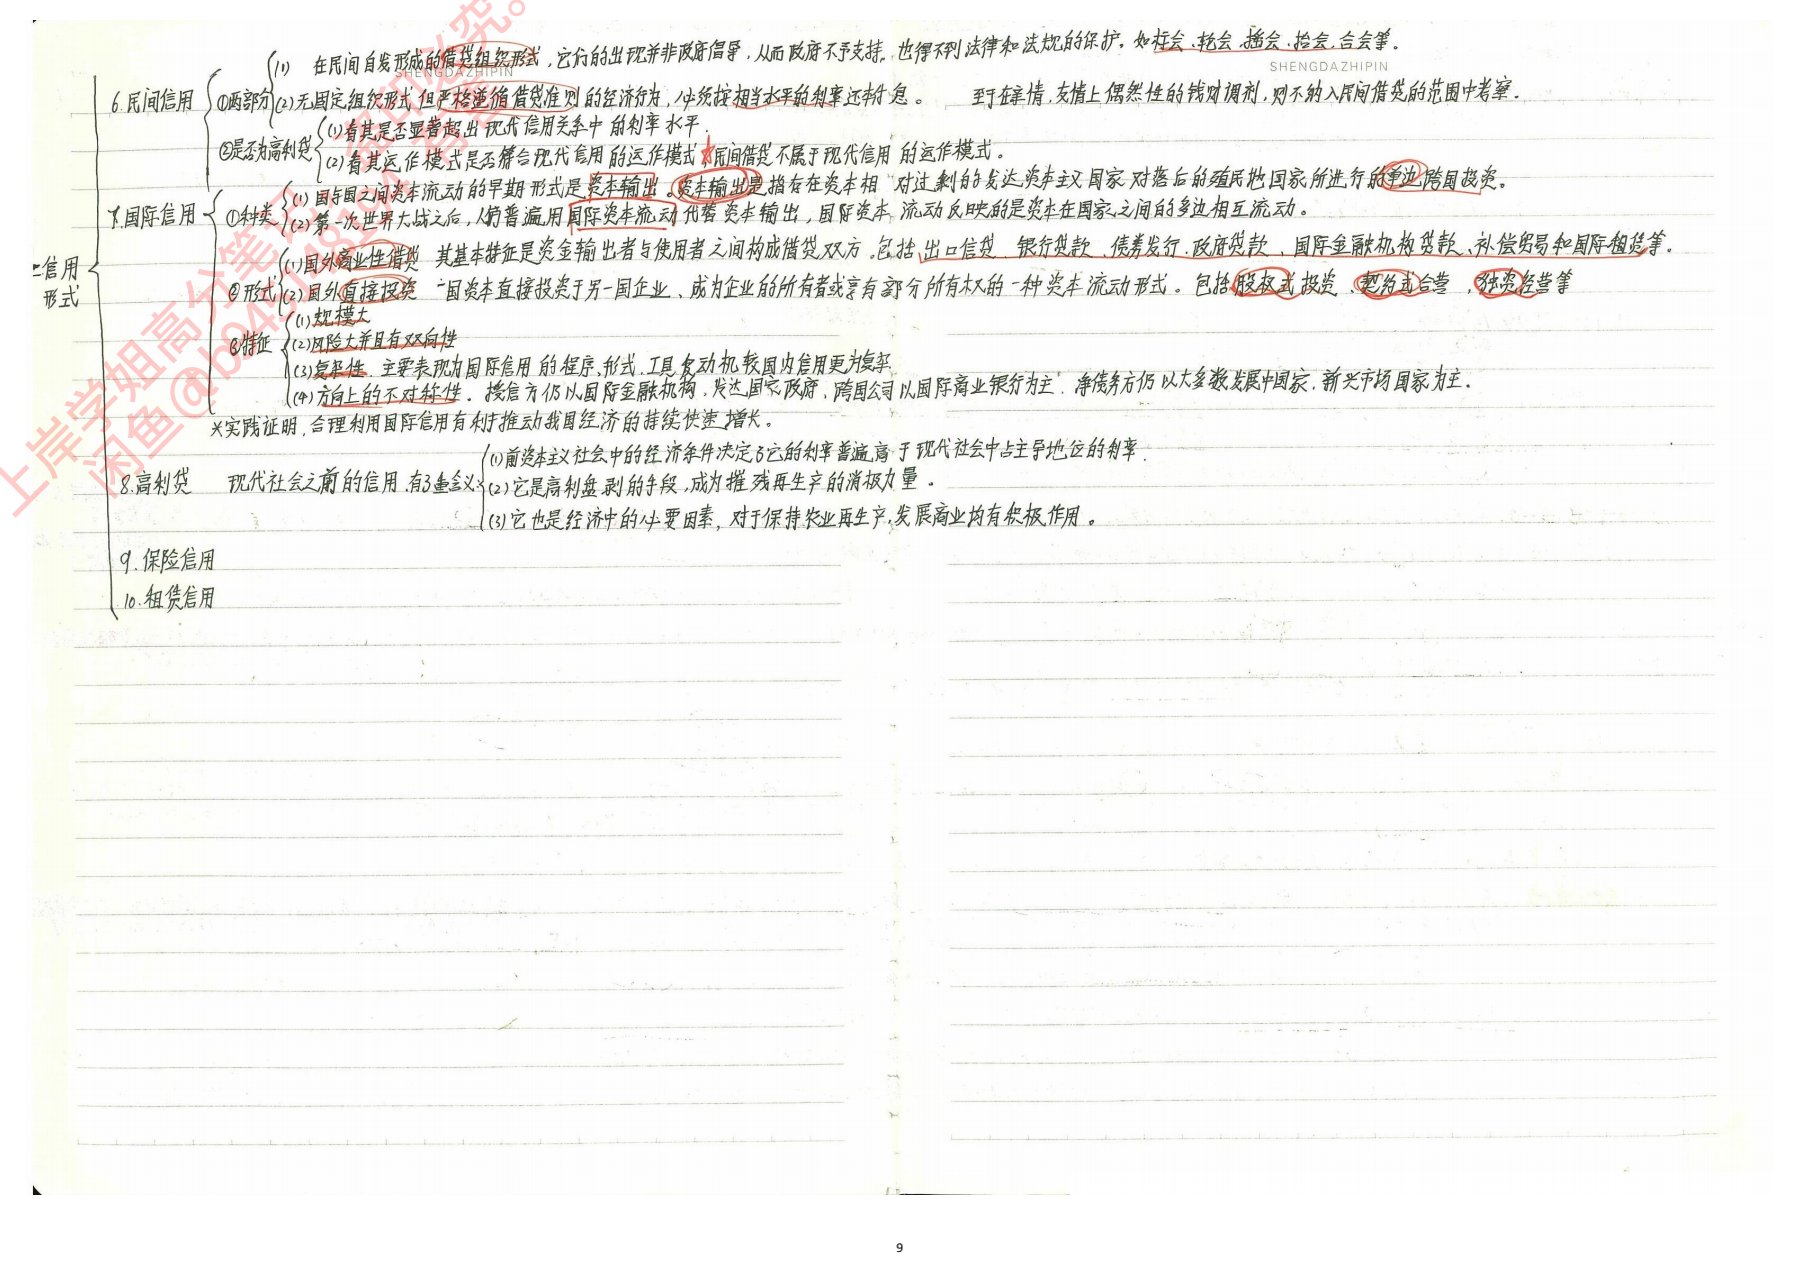 (1) 在民间自发形成的借贷组织形式，它们的出现并非政府倡导，从而政府不予支持，也得不到法律和法规的保护。如标会、轮会、摇会、抬会、合会等。
SHENGDAZHIPIN SHENGDAZHIPIN
6.民间信用 ①两部分 (2)无固定组织形式但严格遵循借贷准则的经济行为，必须按相当水平的利率还本付息。 至于在亲情，友情上偶然性的钱财调剂，则不纳入民间借贷的范围中考察．
②是否为高利贷 (1)看其是否显著超出现代信用关系中的利率水平．
(2)看其运作模式是否符合现代信用的运作模式★民间借贷不属于现代信用的运作模式。
7.国际信用 ①种类 (1)国与国之间资本流动的早期形式是资本输出。资本输出是指存在资本相对过剩的发达资本主义国家对落后的殖民地国家所进行的单边跨国投资。
(2)第一次世界大战之后，人们普遍用国际资本流动代替资本输出，国际资本流动反映的是资本在国家之间的多边相互流动。
②形式 (1)国外商业性借贷 其基本特征是资金输出者与使用者之间构成借贷双方。包括出口信贷、银行贷款、债券发行．政府贷款、国际金融机构贷款、补偿贸易和国际租赁等。
二信用形式
(2)国外直接投资 一国资本直接投资于另一国企业、成为企业的所有者或享有部分所有权的一种资本流动形式。包括股权式投资、契约式合营，独资经营等
③特征 (1)规模大
(2)风险大并且有双向性
(3)复杂性．主要表现为国际信用的程序、形式．工具及动机较国内信用更为复杂
(4)方向上的不对称性．授信方仍以国际金融机构，发达国家政府，跨国公司以国际商业银行为主．净债务方仍以大多数发展中国家，新兴市场国家为主．
※实践证明，合理利用国际信用有利于推动我国经济的持续快速增长。
8.高利贷 现代社会之前的信用．有3重含义 (1)前资本主义社会中的经济条件决定了它的利率普遍高于现代社会中占主导地位的利率．
(2)它是高利盘剥的手段，成为摧残再生产的消极力量。
(3)它也是经济中的必要因素，对于保持农业再生产，发展商业均有积极作用。
9.保险信用
10.租赁信用
上岸学姐高分笔记
9